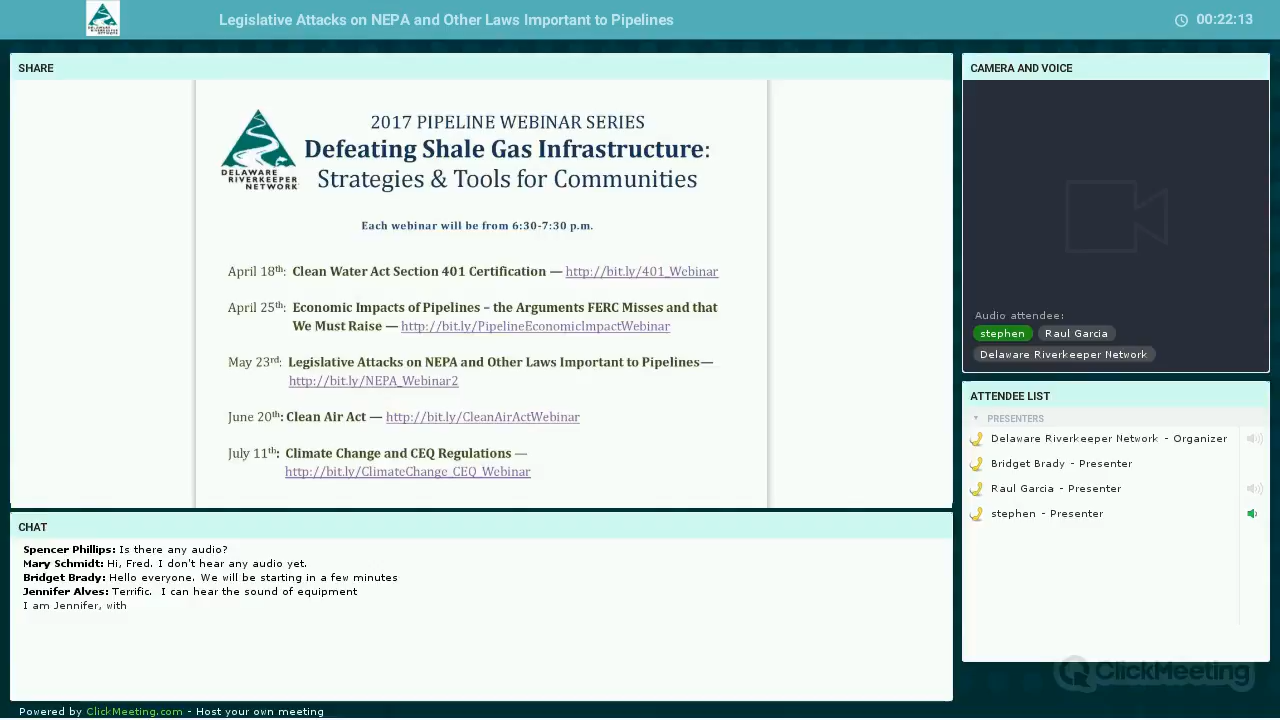 Legislative Attacks on NEPA and Other Laws Important to Pipelines
00:22:13
SHARE
DELAWARE
RIVERKEEPER
NETWORK
2017 PIPELINE WEBINAR SERIES
Defeating Shale Gas Infrastructure:
Strategies & Tools for Communities
Each webinar will be from 6:30-7:30 p.m.
April 18th: Clean Water Act Section 401 Certification — http://bit.ly/401_Webinar
April 25th: Economic Impacts of Pipelines – the Arguments FERC Misses and that
We Must Raise — http://bit.ly/PipelineEconomicImpactWebinar
May 23rd: Legislative Attacks on NEPA and Other Laws Important to Pipelines—
http://bit.ly/NEPA_Webinar2
June 20th: Clean Air Act — http://bit.ly/CleanAirActWebinar
July 11th: Climate Change and CEQ Regulations —
http://bit.ly/ClimateChange_CEQ_Webinar
CHAT
Spencer Phillips: Is there any audio?
Mary Schmidt: Hi, Fred. I don't hear any audio yet.
Bridget Brady: Hello everyone. We will be starting in a few minutes
Jennifer Alves: Terrific. I can hear the sound of equipment
I am Jennifer, with
CAMERA AND VOICE
Audio attendee:
stephen Raul Garcia
Delaware Riverkeeper Network
ATTENDEE LIST
PRESENTERS
Delaware Riverkeeper Network - Organizer
Bridget Brady - Presenter
Raul Garcia - Presenter
stephen - Presenter
ClickMeeting
Powered by ClickMeeting.com - Host your own meeting